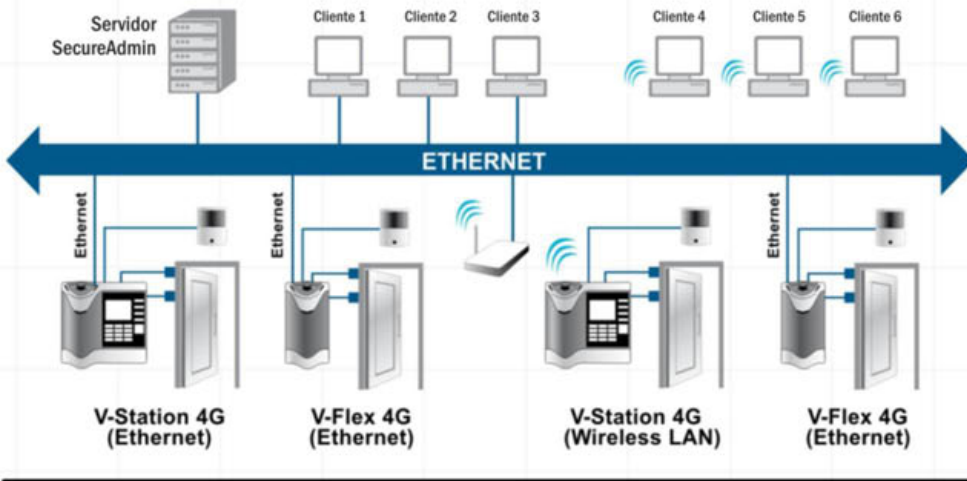 Servidor
SecureAdmin
Cliente 1
Cliente 2
Cliente 3
Cliente 4
Cliente 5
Cliente 6
ETHERNET
Ethernet
Ethernet
Ethernet
V-Station 4G
(Ethernet)
V-Flex 4G
(Ethernet)
V-Station 4G
(Wireless LAN)
V-Flex 4G
(Ethernet)